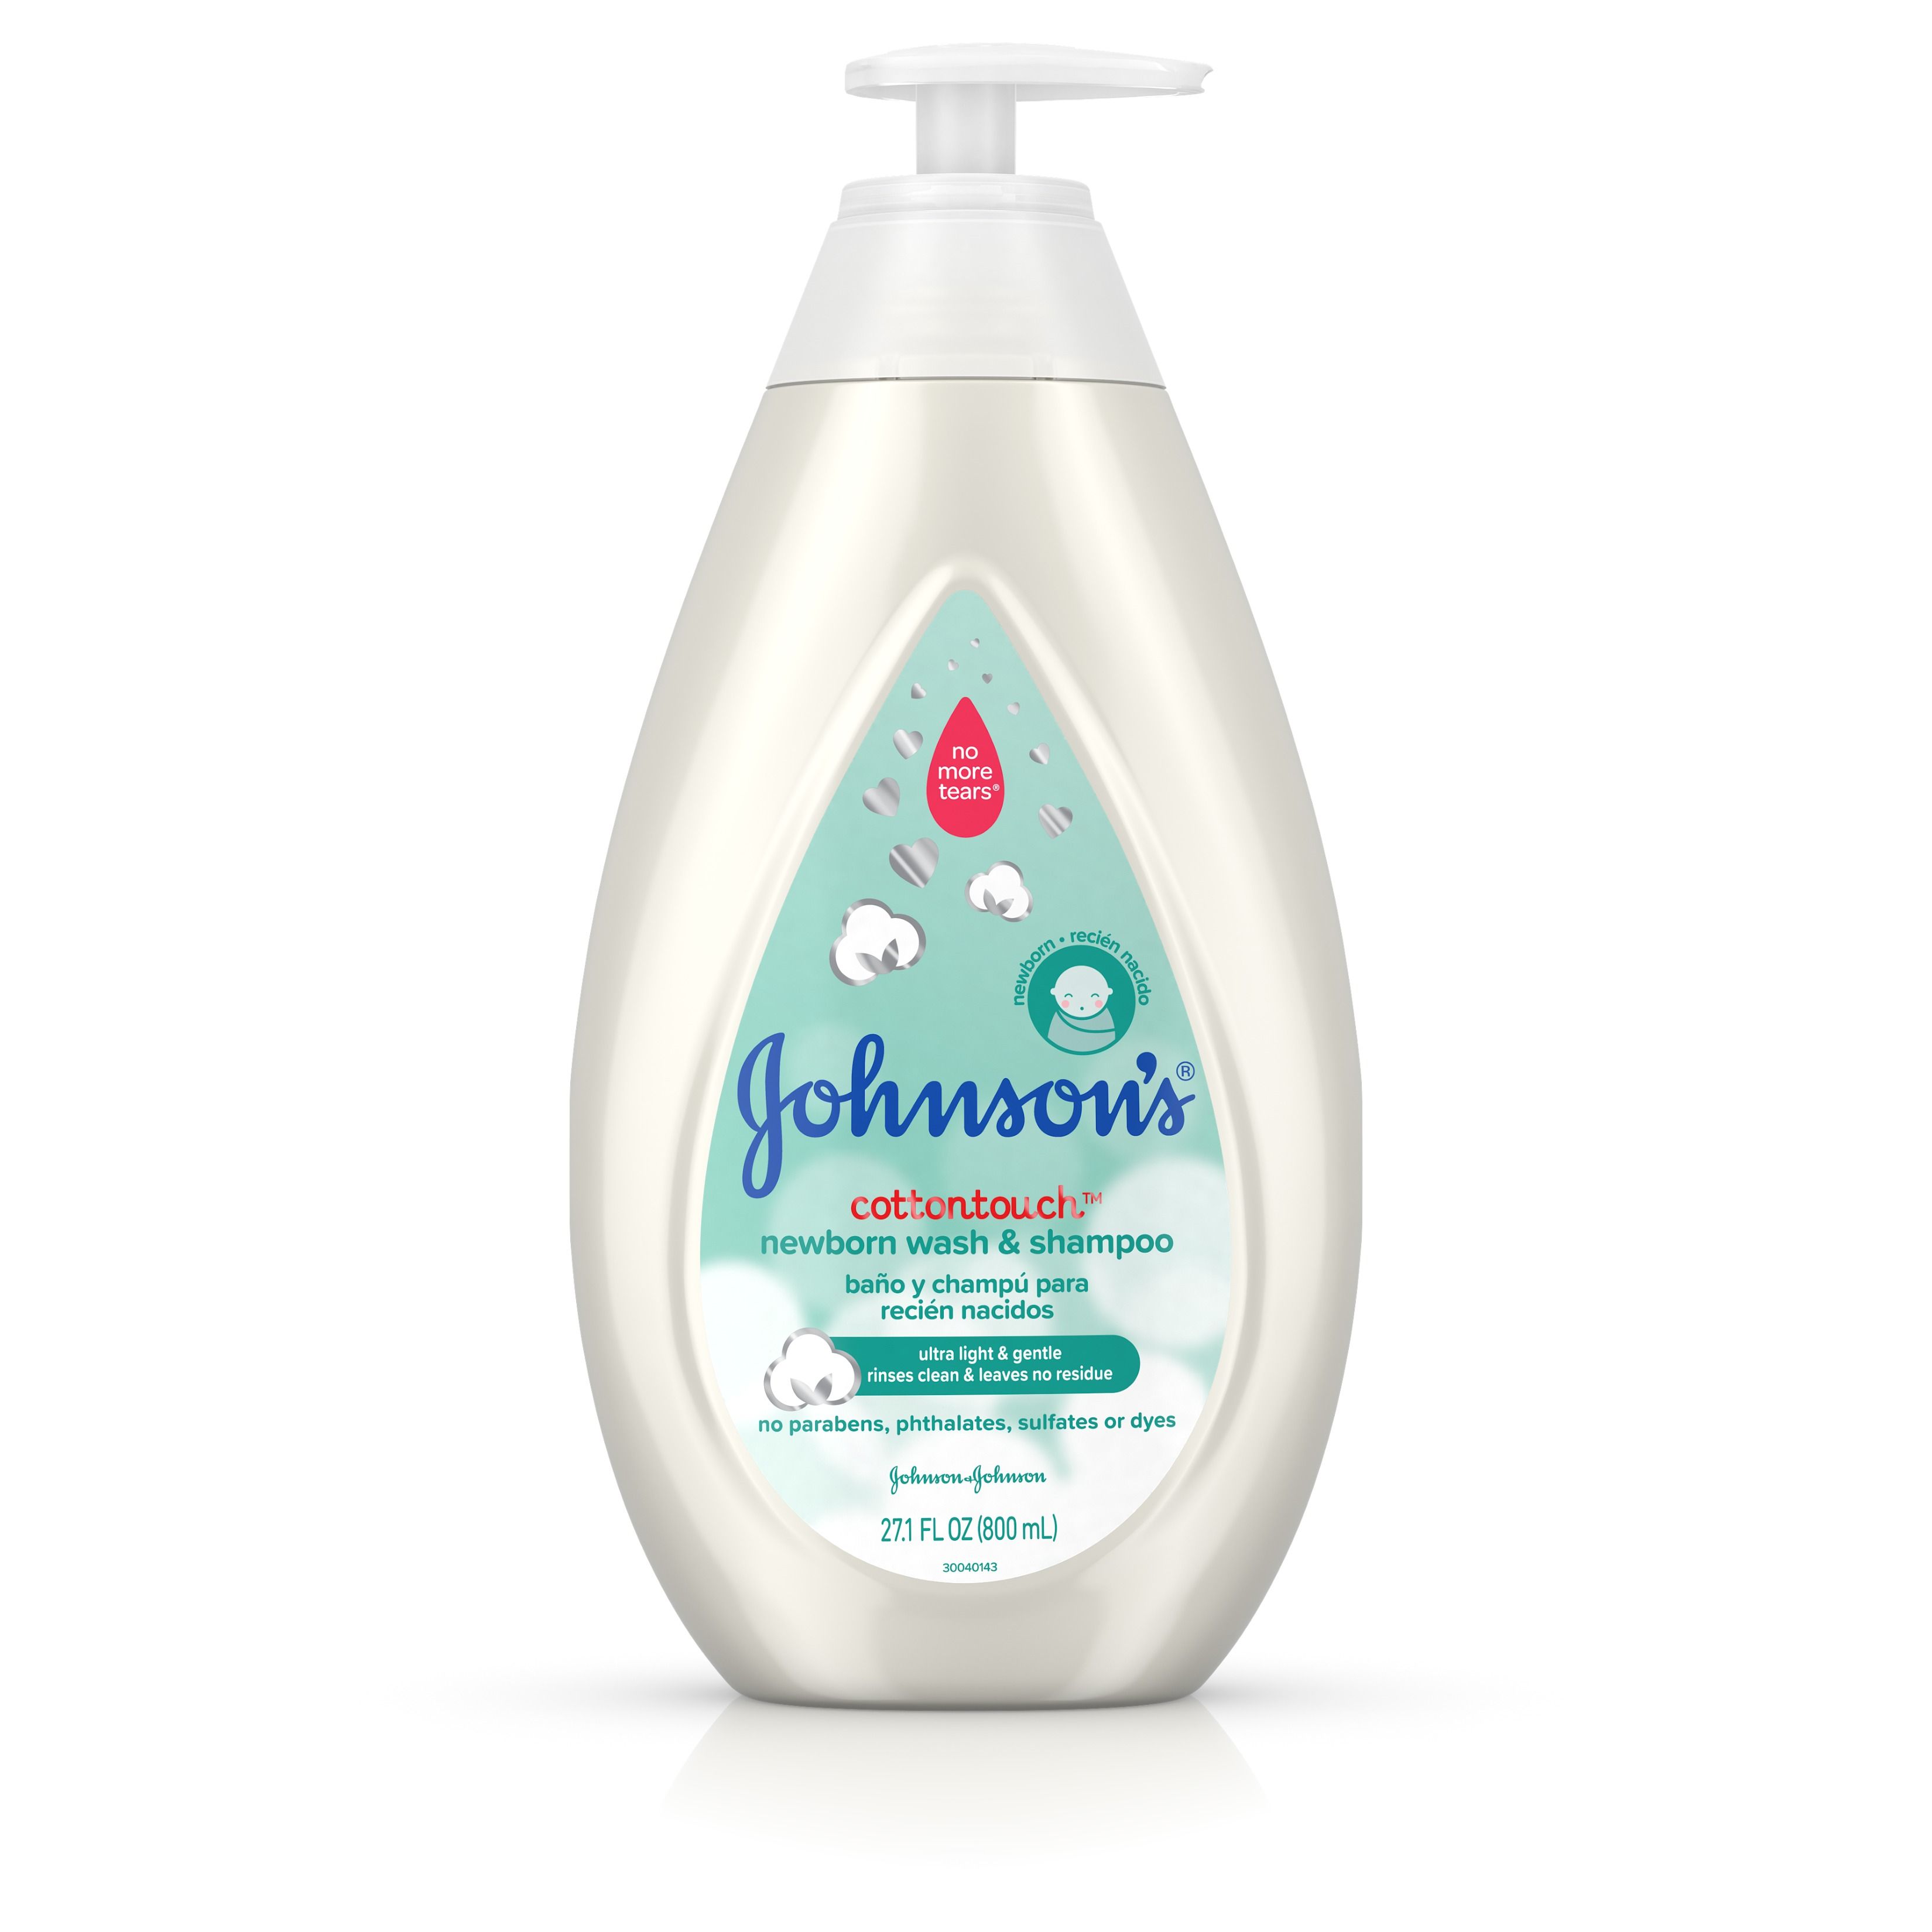 no
more
tears®
newborn • recién nacido
Johnson's®
cottontouch™
newborn wash & shampoo
baño y champú para
recién nacidos
ultra light & gentle
rinses clean & leaves no residue
no parabens, phthalates, sulfates or dyes
Johnson & Johnson
27.1 FL OZ (800 mL)
30040143